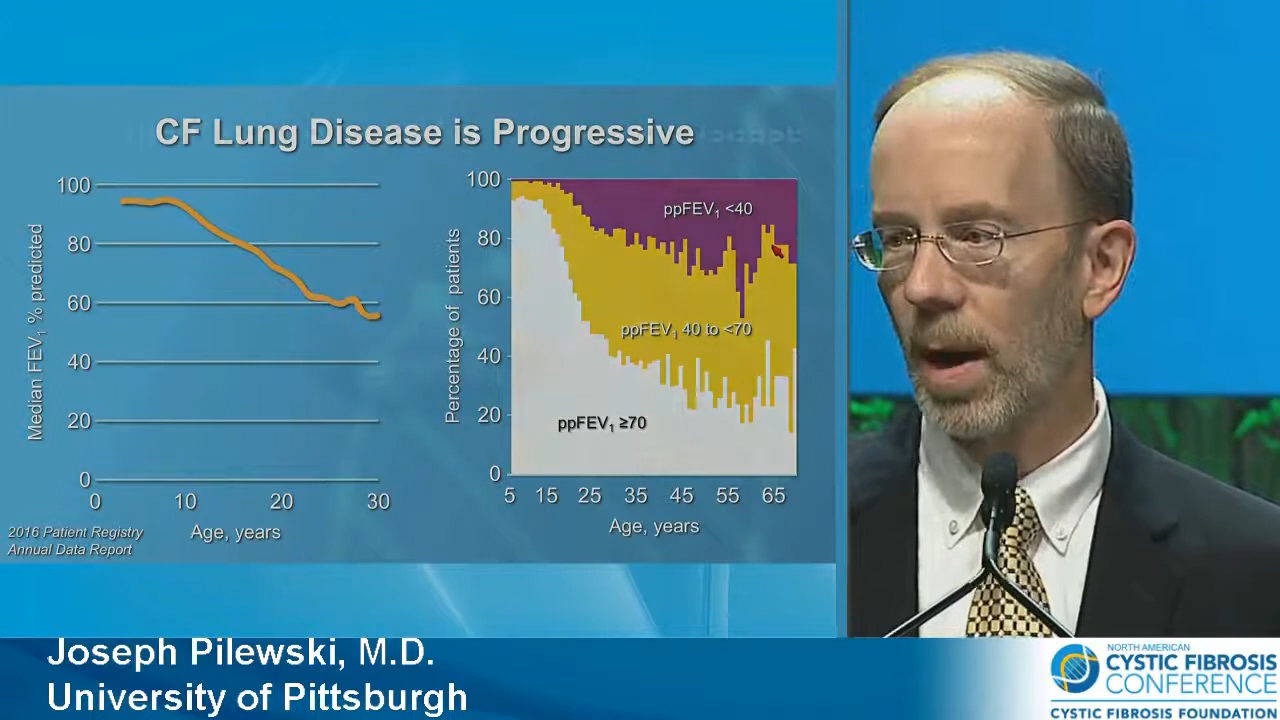 CF Lung Disease is Progressive
Median FEV1 % predicted
100
80
60
40
20
0
0 10 20 30
Age, years
2016 Patient Registry
Annual Data Report
Percentage of patients
100
80
60
40
20
0
ppFEV1 <40
ppFEV1 40 to <70
ppFEV1 ≥70
5 15 25 35 45 55 65
Age, years
Joseph Pilewski, M.D.
University of Pittsburgh
NORTH AMERICAN
CYSTIC FIBROSIS
CONFERENCE
CYSTIC FIBROSIS FOUNDATION